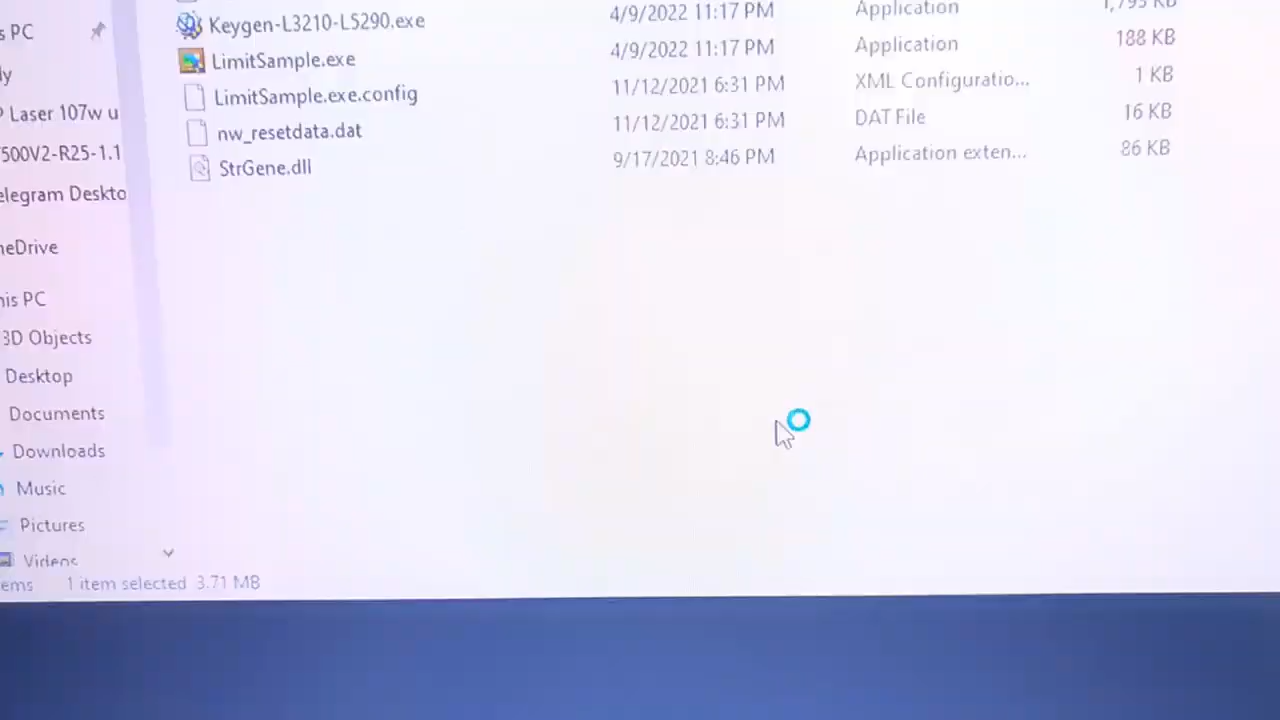 s PC
ly
P Laser 107w u
500V2-R25-1.1
elegram Deskto
neDrive
his PC
3D Objects
Desktop
Documents
Downloads
Music
Pictures
Videos
Keygen-L3210-L5290.exe 4/9/2022 11:17 PM Application 1,793 KB
LimitSample.exe 4/9/2022 11:17 PM Application 188 KB
LimitSample.exe.config 11/12/2021 6:31 PM XML Configuratio... 1 KB
nw_resetdata.dat 11/12/2021 6:31 PM DAT File 16 KB
StrGene.dll 9/17/2021 8:46 PM Application exten... 86 KB
ems 1 item selected 3.71 MB